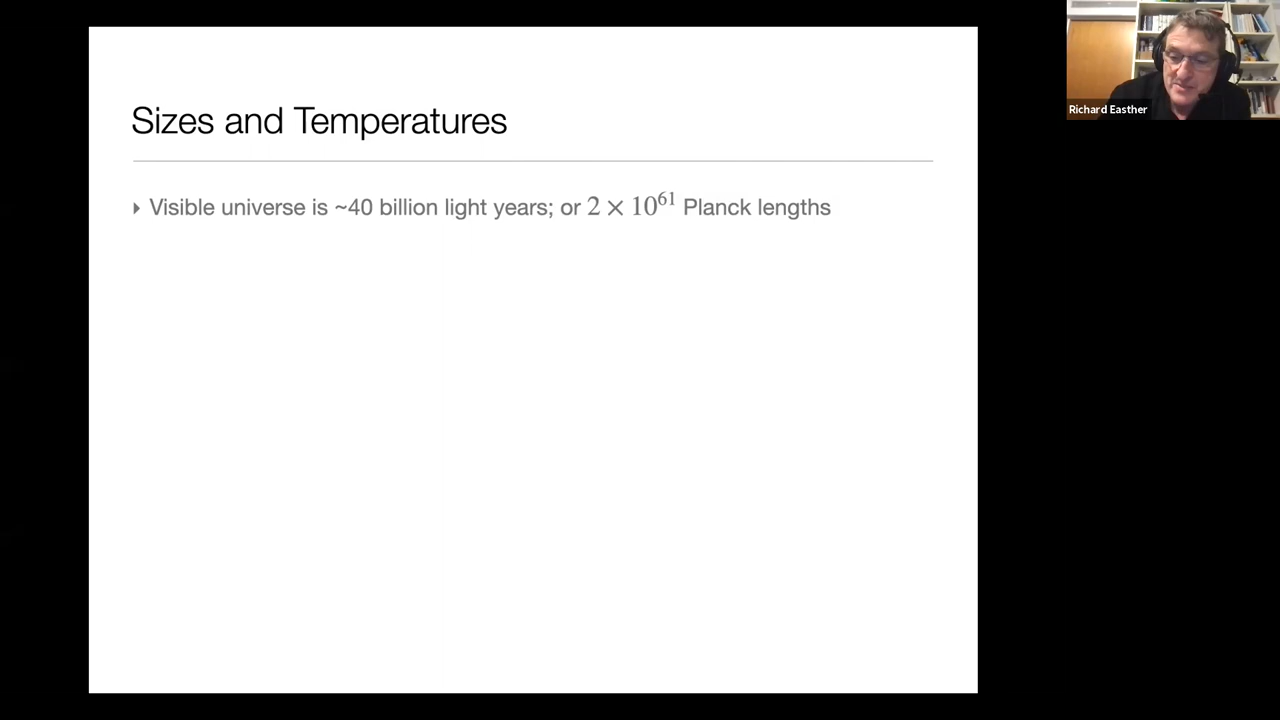 Sizes and Temperatures
Visible universe is ~40 billion light years; or 2 × 10^61 Planck lengths
Richard Easther